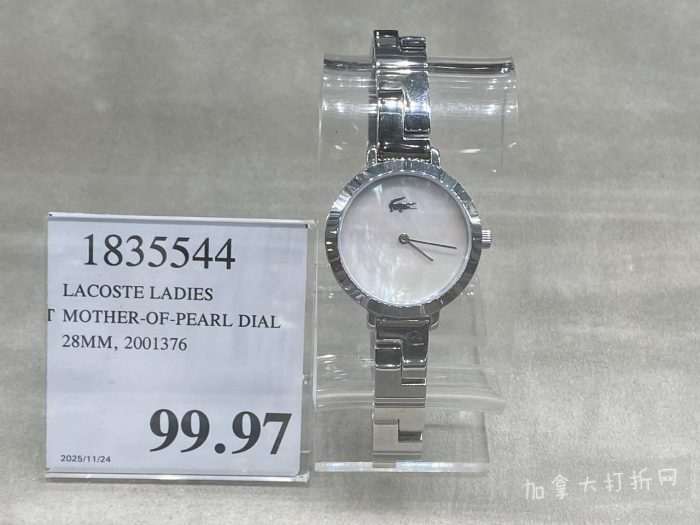 1835544
LACOSTE LADIES
T MOTHER-OF-PEARL DIAL
28MM, 2001376
99.97
2025/11/24
加拿大打折网